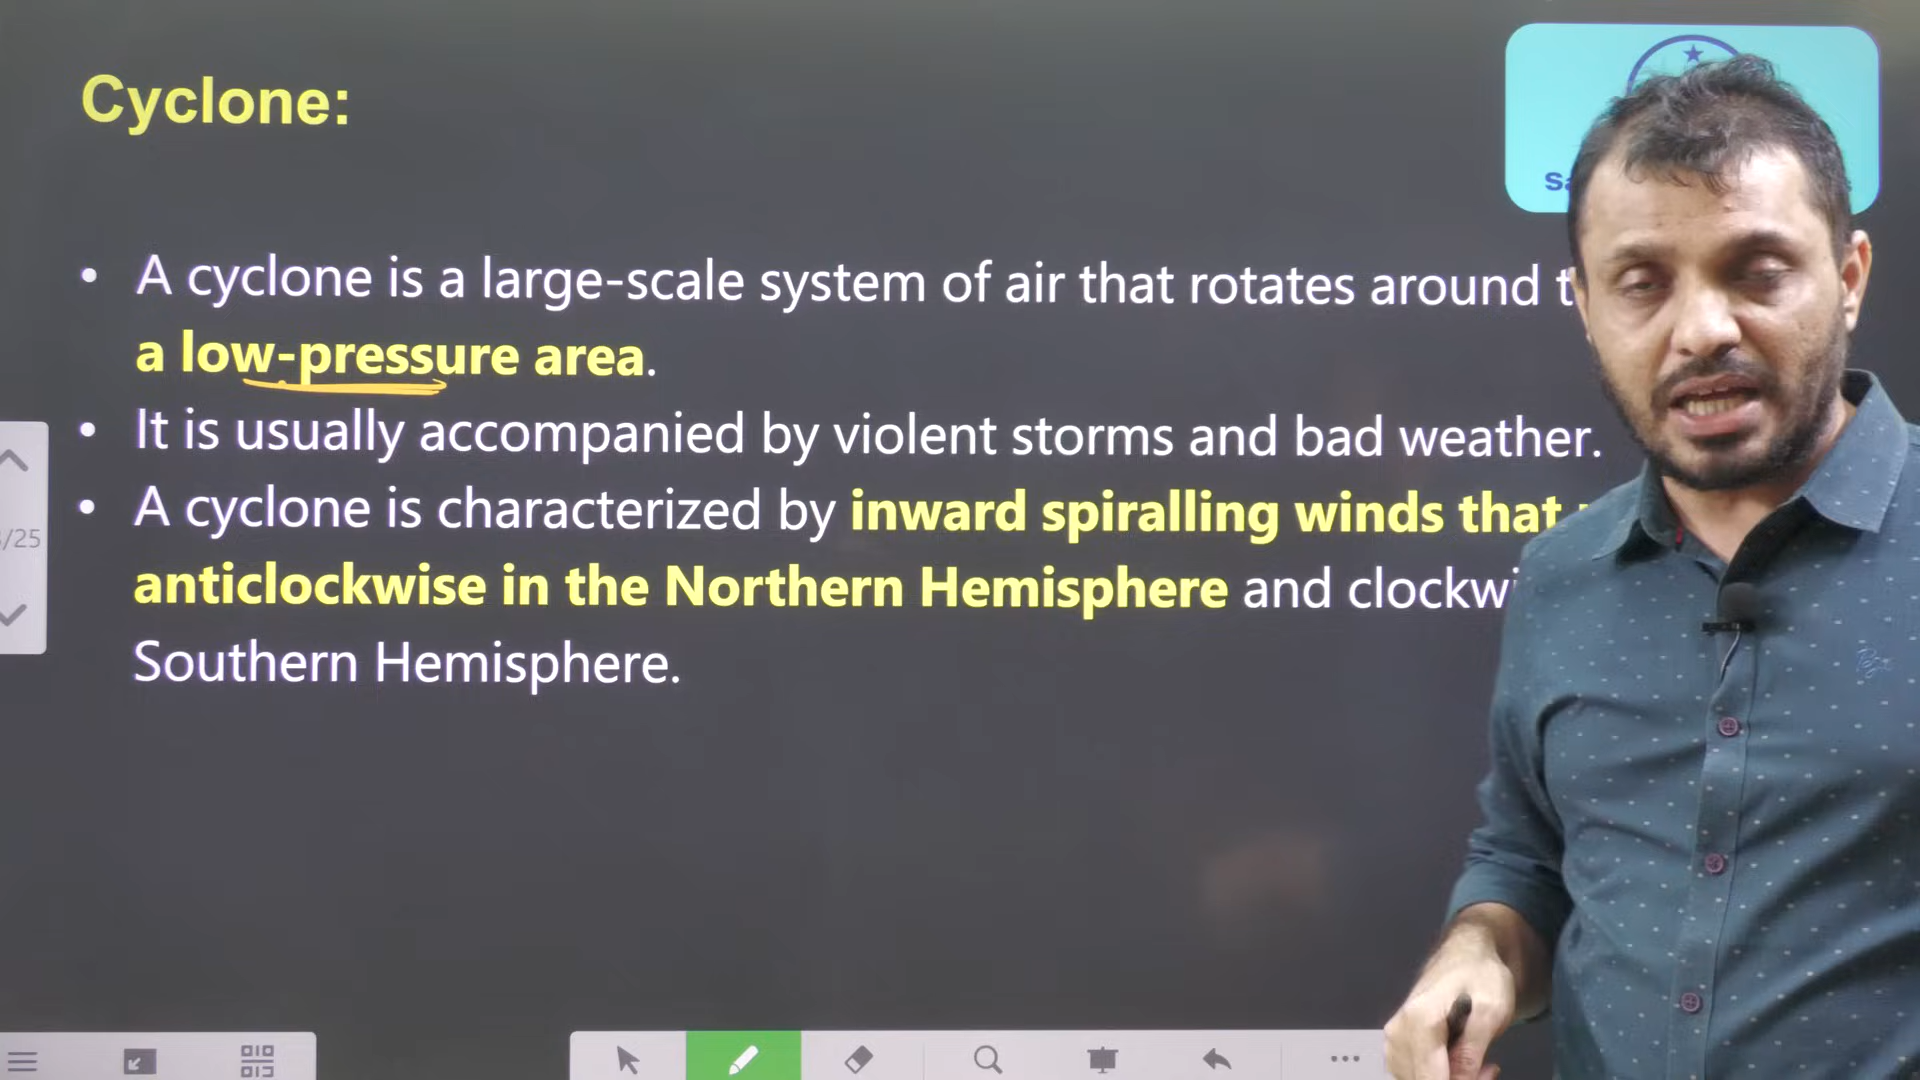 Cyclone:
• A cyclone is a large-scale system of air that rotates around
a low-pressure area.
• It is usually accompanied by violent storms and bad weather.
• A cyclone is characterized by inward spiralling winds that
anticlockwise in the Northern Hemisphere and
Southern Hemisphere.
/25